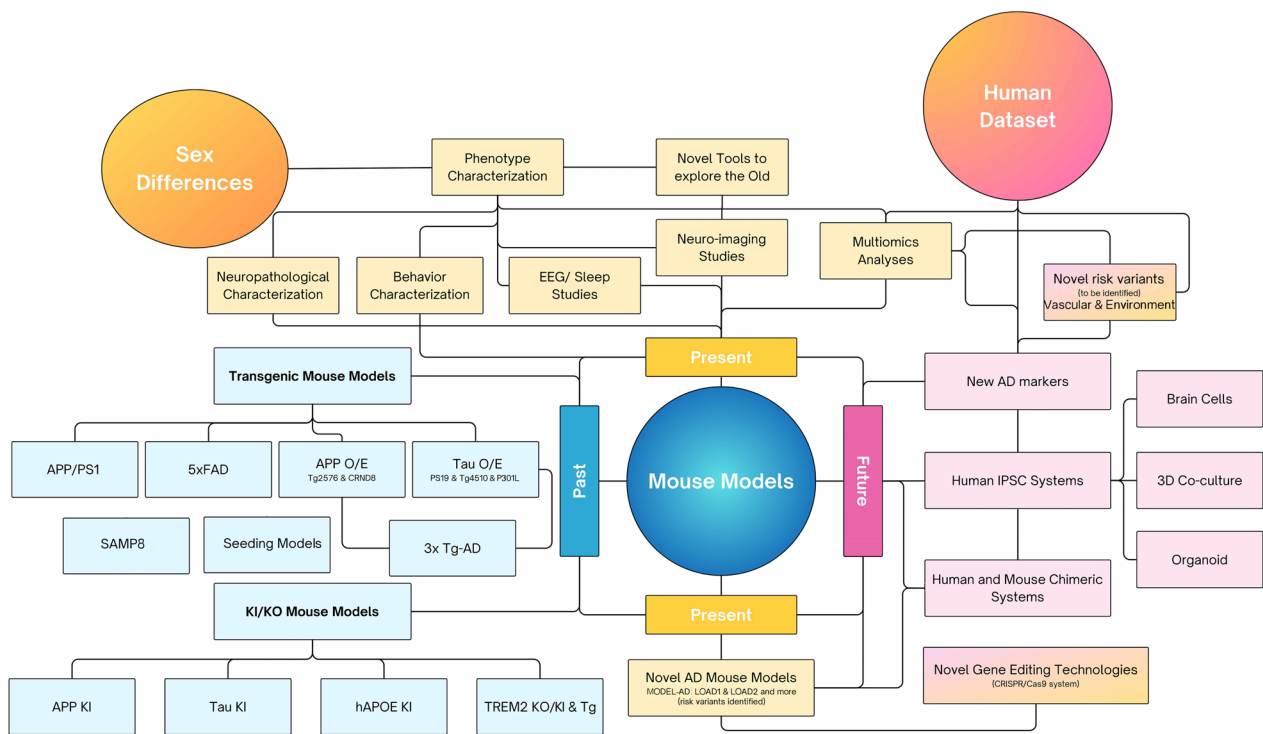 Human
Dataset
Sex
Differences
Phenotype
Characterization
Novel Tools to
explore the Old
Neuropathological
Characterization
Behavior
Characterization
EEG/ Sleep
Studies
Neuro-imaging
Studies
Multiomics
Analyses
Novel risk variants
(to be identified)
Vascular & Environment
Present
Transgenic Mouse Models
APP/PS1
5xFAD
APP O/E
Tg2576 & CRND8
Tau O/E
PS19 & Tg4510 & P301L
SAMP8
Seeding Models
3x Tg-AD
Past
Mouse Models
Future
New AD markers
Human IPSC Systems
Human and Mouse Chimeric
Systems
Brain Cells
3D Co-culture
Organoid
KI/KO Mouse Models
APP KI
Tau KI
hAPOE KI
TREM2 KO/KI & Tg
Present
Novel AD Mouse Models
MODEL-AD: LOAD1 & LOAD2 and more
(risk variants identified)
Novel Gene Editing Technologies
(CRISPR/Cas9 system)